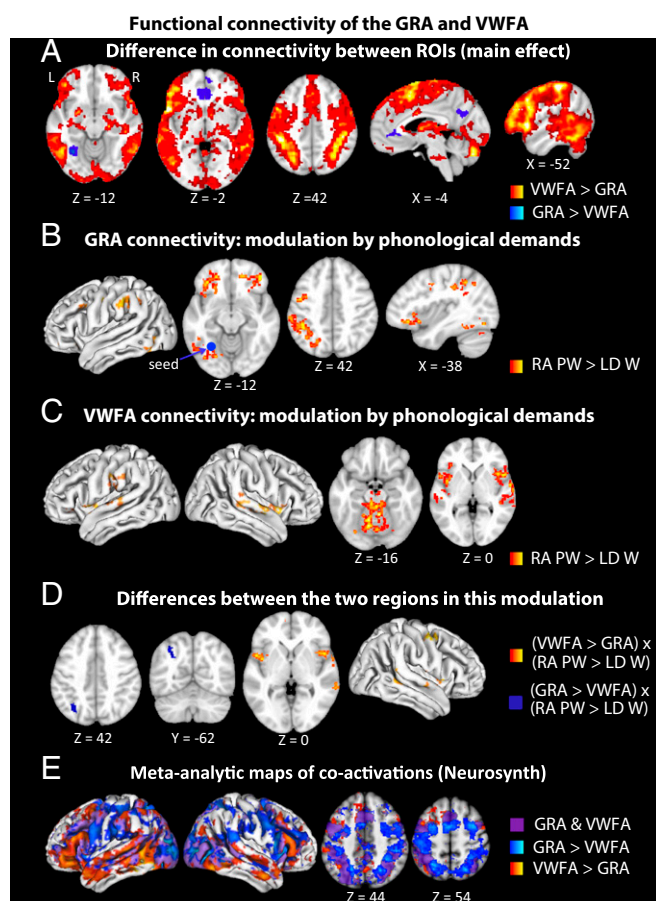 Functional connectivity of the GRA and VWFA
A Difference in connectivity between ROIs (main effect)
L R
Z = -12 Z = -2 Z =42 X = -4 X = -52
VWFA > GRA
GRA > VWFA
B GRA connectivity: modulation by phonological demands
seed
Z = -12 Z = 42 X = -38
RA PW > LD W
C VWFA connectivity: modulation by phonological demands
Z = -16 Z = 0
RA PW > LD W
D Differences between the two regions in this modulation
(VWFA > GRA) x
(RA PW > LD W)
(GRA > VWFA) x
(RA PW > LD W)
Z = 42 Y = -62 Z = 0
E Meta-analytic maps of co-activations (Neurosynth)
GRA & VWFA
GRA > VWFA
VWFA > GRA
Z = 44 Z = 54